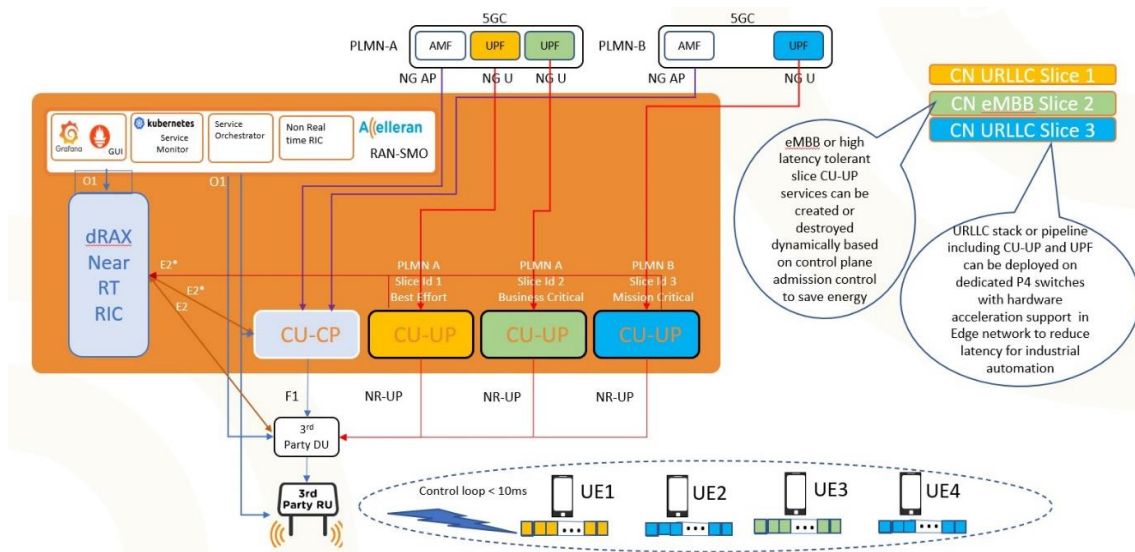 5GC
5GC
PLMN-A
AMF
UPF
UPF
PLMN-B
AMF
UPF
NG AP
NG U
NG U
NG AP
NG U
CN URLLC Slice 1
CN eMBB Slice 2
CN URLLC Slice 3
Grafana
GUI
kubernetes
Service
Monitor
Service
Orchestrator
Non Real
time RIC
Accelleran
RAN-SMO
O1
O1
dRAX
Near
RT
RIC
E2*
E2*
E2
PLMN A
Slice Id 1
Best Effort
PLMN A
Slice Id 2
Business Critical
PLMN B
Slice Id 3
Mission Critical
CU-CP
CU-UP
CU-UP
CU-UP
eMBB or high
latency tolerant
slice CU-UP
services can be
created or
destroyed
dynamically based
on control plane
admission control
to save energy
URLLC stack or pipeline
including CU-UP and UPF
can be deployed on
dedicated P4 switches
with hardware
acceleration support in
Edge network to reduce
latency for industrial
automation
F1
NR-UP
NR-UP
NR-UP
3rd
Party DU
3rd
Party RU
Control loop < 10ms
UE1
UE2
UE3
UE4